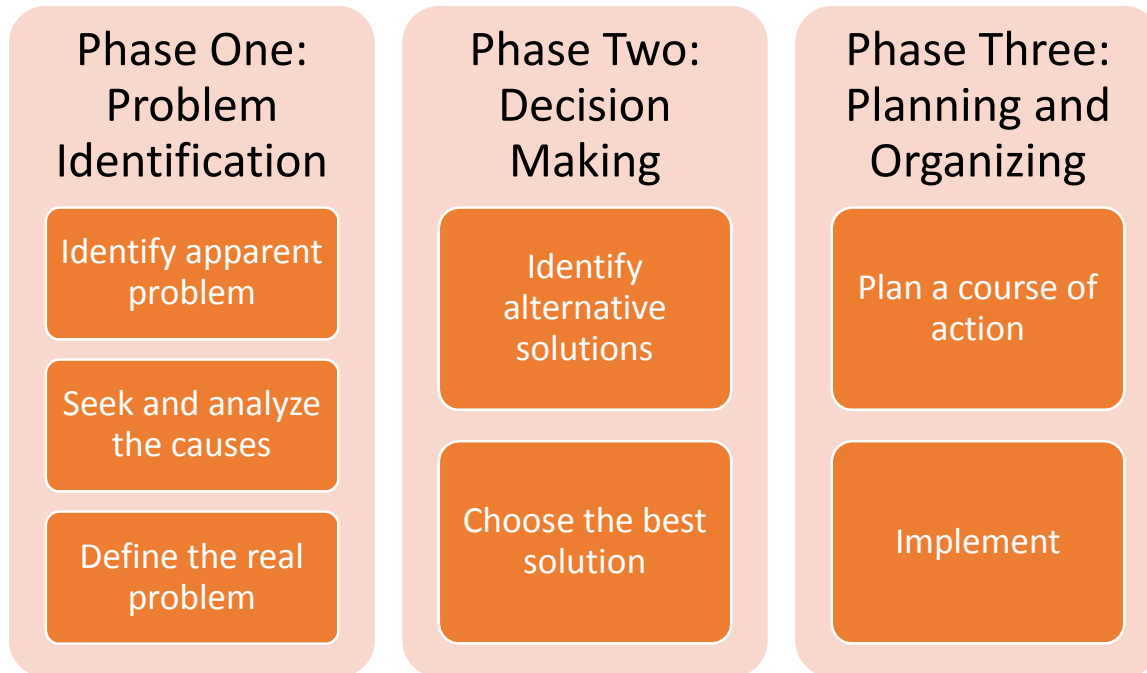 Phase One:
Problem
Identification
Identify apparent
problem
Seek and analyze
the causes
Define the real
problem
Phase Two:
Decision
Making
Identify
alternative
solutions
Choose the best
solution
Phase Three:
Planning and
Organizing
Plan a course of
action
Implement